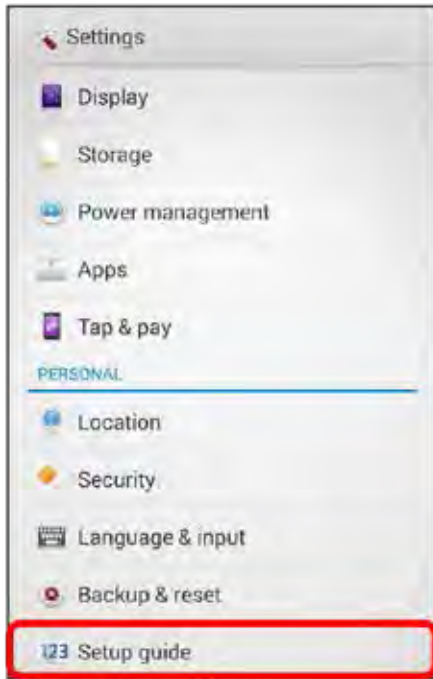 Settings
Display
Storage
Power management
Apps
Tap & pay
PERSONAL
Location
Security
Language & input
Backup & reset
123 Setup guide